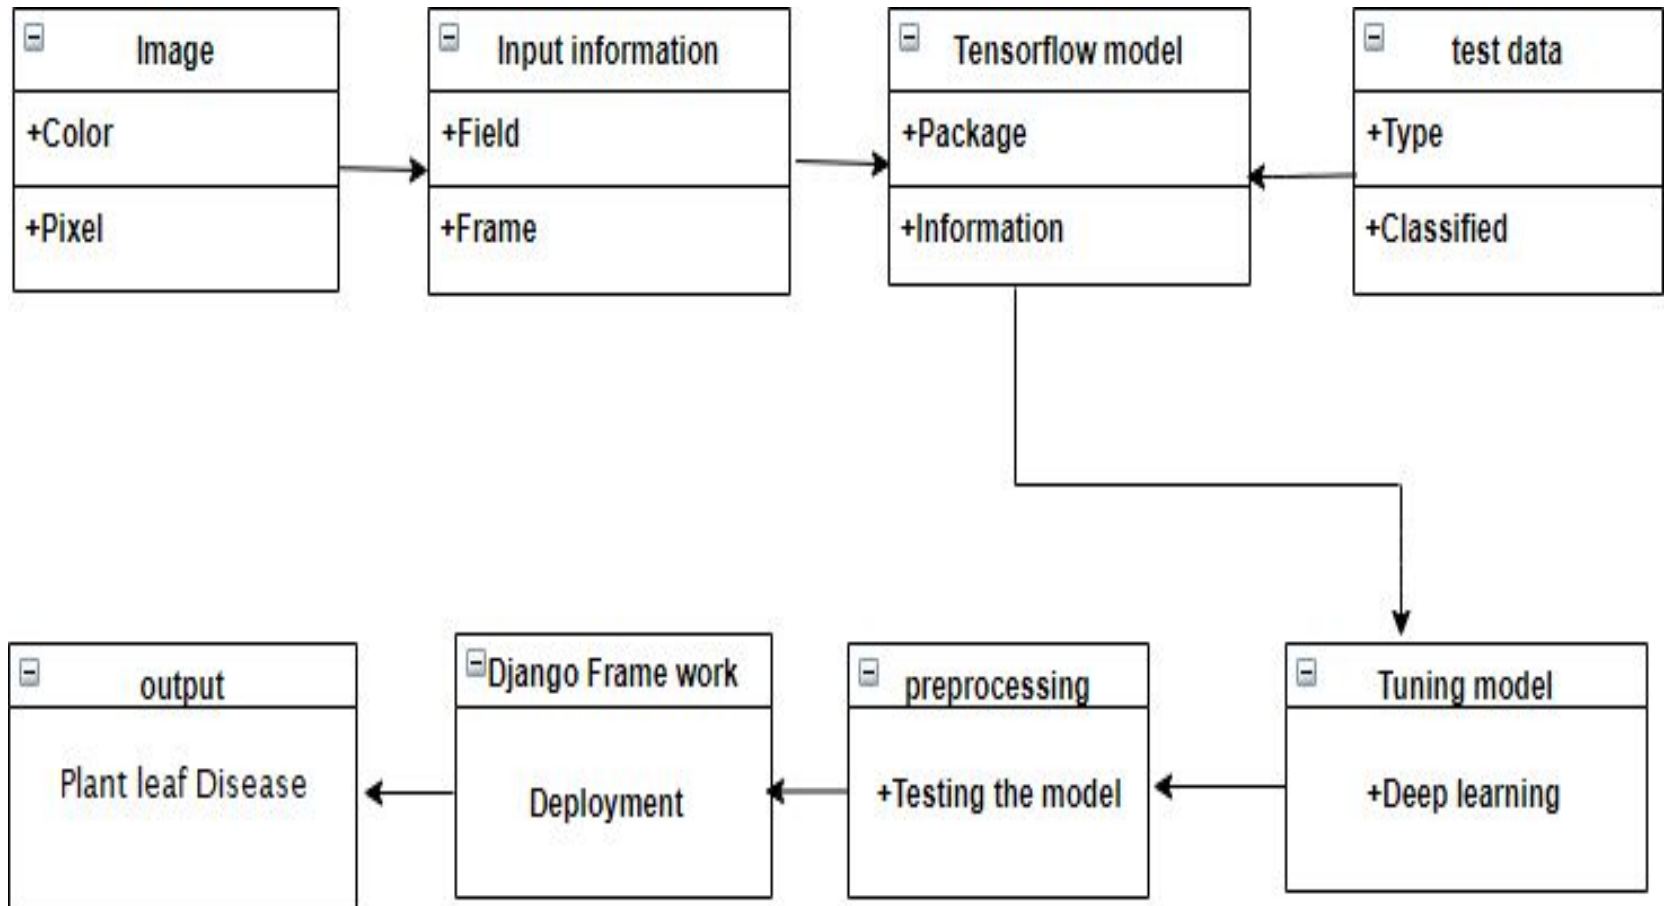 Image
+Color
+Pixel
Input information
+Field
+Frame
Tensorflow model
+Package
+Information
test data
+Type
+Classified
output
Plant leaf Disease
Django Frame work
Deployment
preprocessing
+Testing the model
Tuning model
+Deep learning